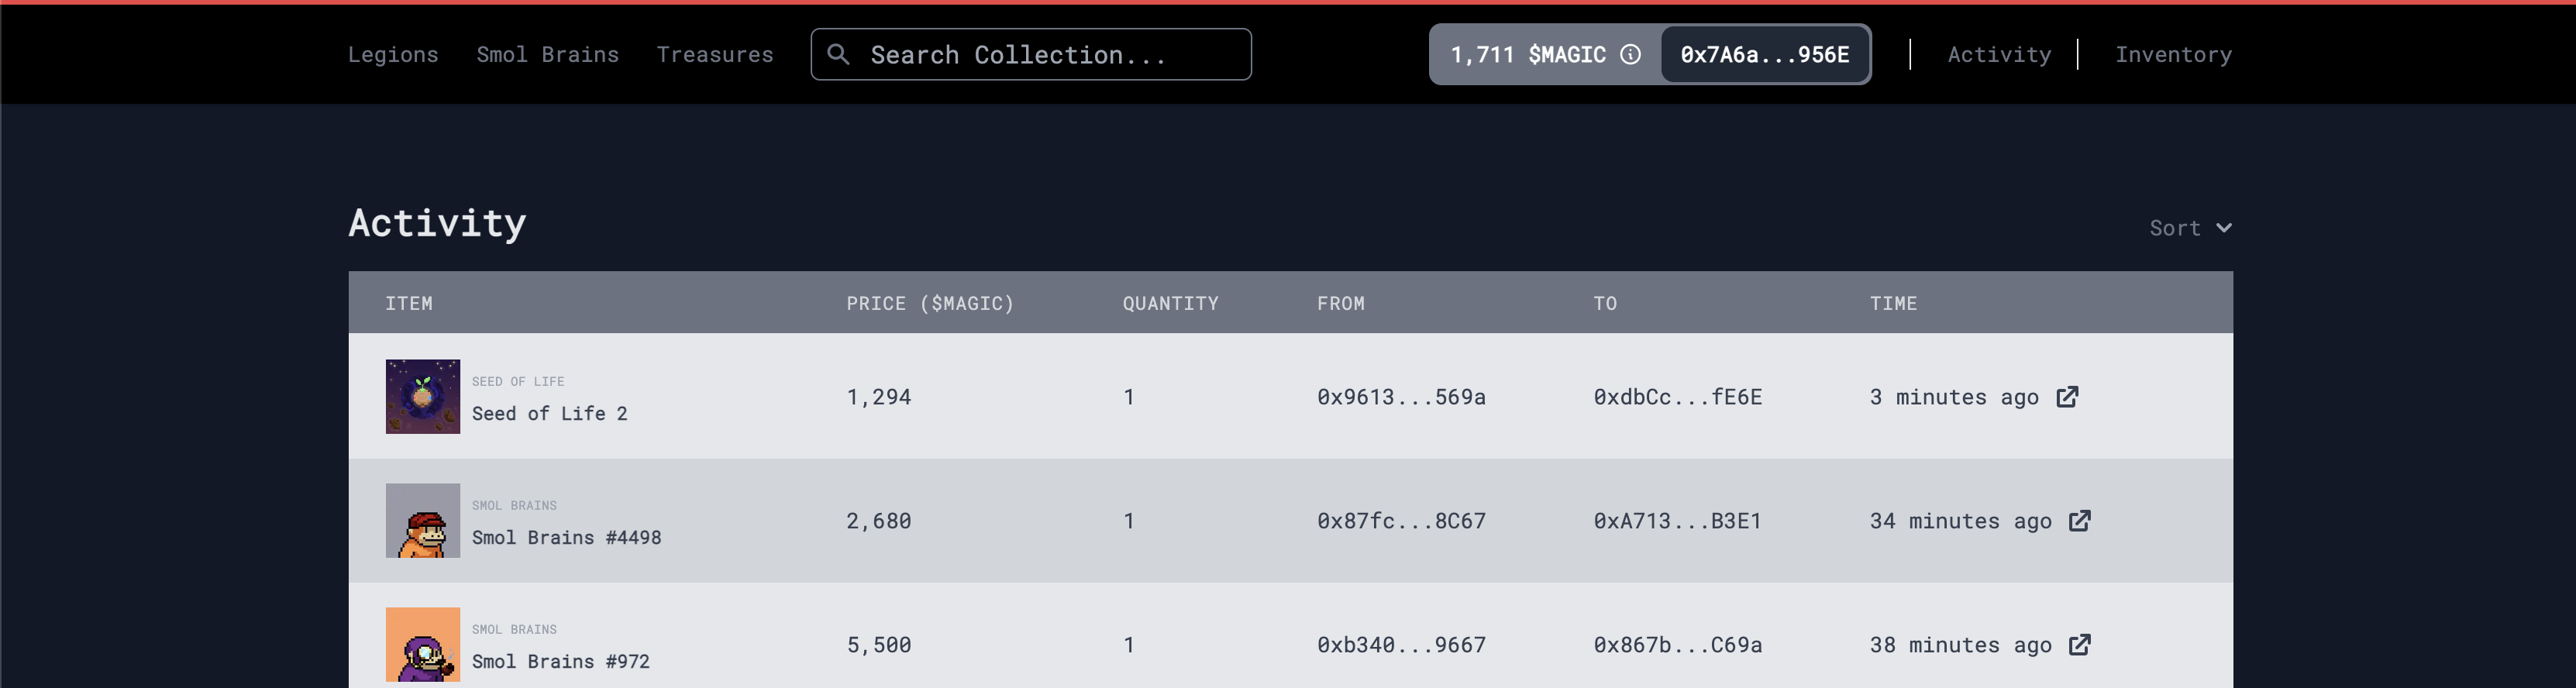 Legions Smol Brains Treasures Search Collection... 1,711 $MAGIC 0x7A6a...956E Activity Inventory
Activity Sort
ITEM PRICE ($MAGIC) QUANTITY FROM TO TIME
SEED OF LIFE
Seed of Life 2 1,294 1 0x9613...569a 0xdbCc...fE6E 3 minutes ago
SMOL BRAINS
Smol Brains #4498 2,680 1 0x87fc...8C67 0xA713...B3E1 34 minutes ago
SMOL BRAINS
Smol Brains #972 5,500 1 0xb340...9667 0x867b...C69a 38 minutes ago